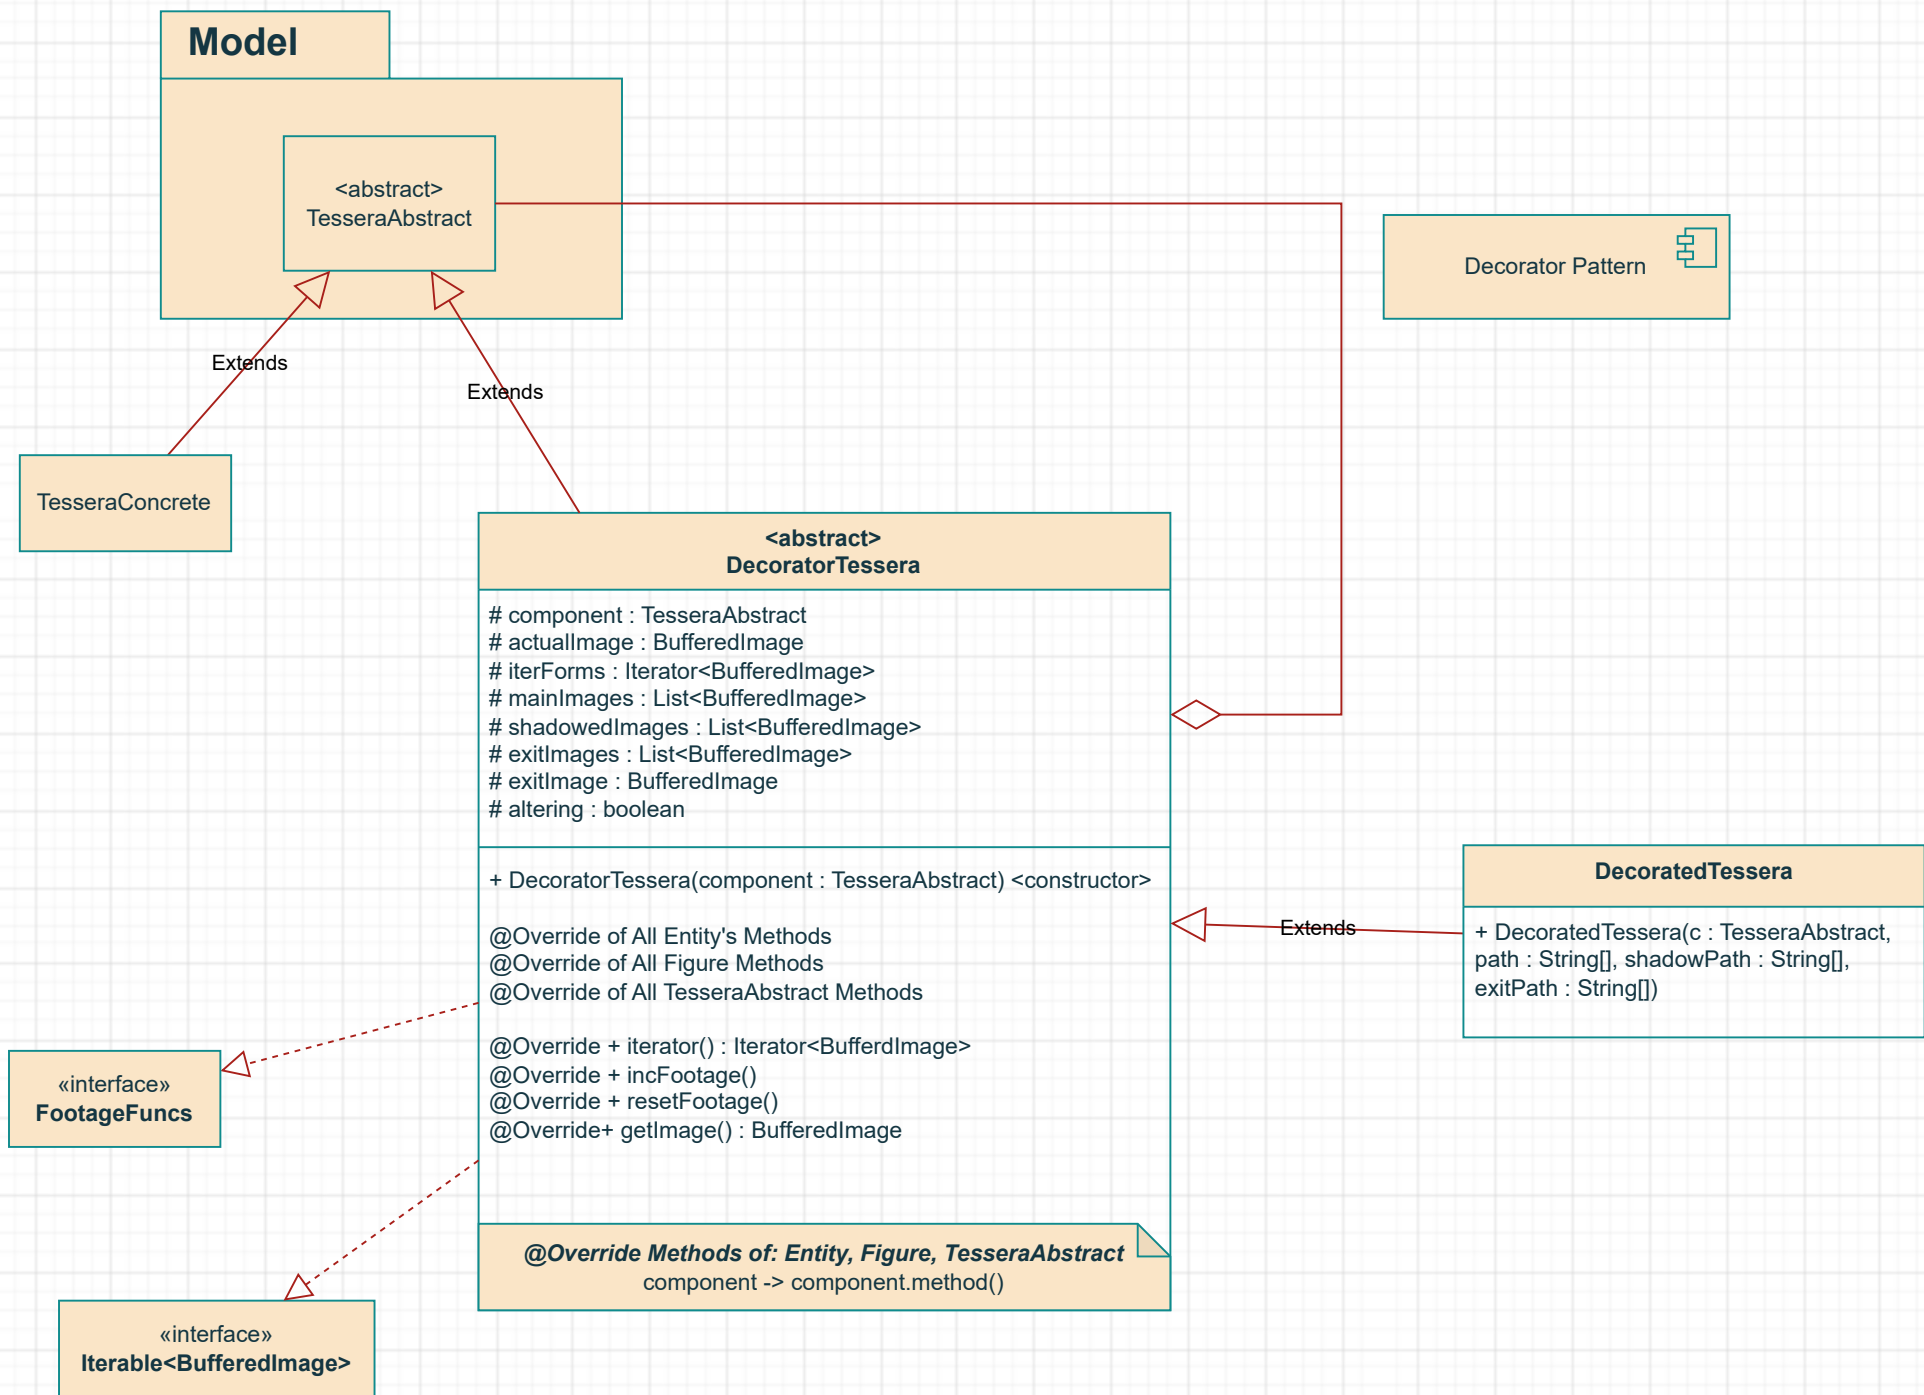 Model
<abstract>
TesseraAbstract
Decorator Pattern
Extends
Extends
TesseraConcrete
<abstract>
DecoratorTessera
# component : TesseraAbstract
# actualImage : BufferedImage
# iterForms : Iterator<BufferedImage>
# mainImages : List<BufferedImage>
# shadowedImages : List<BufferedImage>
# exitImages : List<BufferedImage>
# exitImage : BufferedImage
# altering : boolean
+ DecoratorTessera(component : TesseraAbstract) <constructor>
@Override of All Entity's Methods
@Override of All Figure Methods
@Override of All TesseraAbstract Methods
@Override + iterator() : Iterator<BufferdImage>
@Override + incFootage()
@Override + resetFootage()
@Override+ getImage() : BufferedImage
@Override Methods of: Entity, Figure, TesseraAbstract
component -> component.method()
Extends
DecoratedTessera
+ DecoratedTessera(c : TesseraAbstract,
path : String[], shadowPath : String[],
exitPath : String[])
«interface»
FootageFuncs
«interface»
Iterable<BufferedImage>